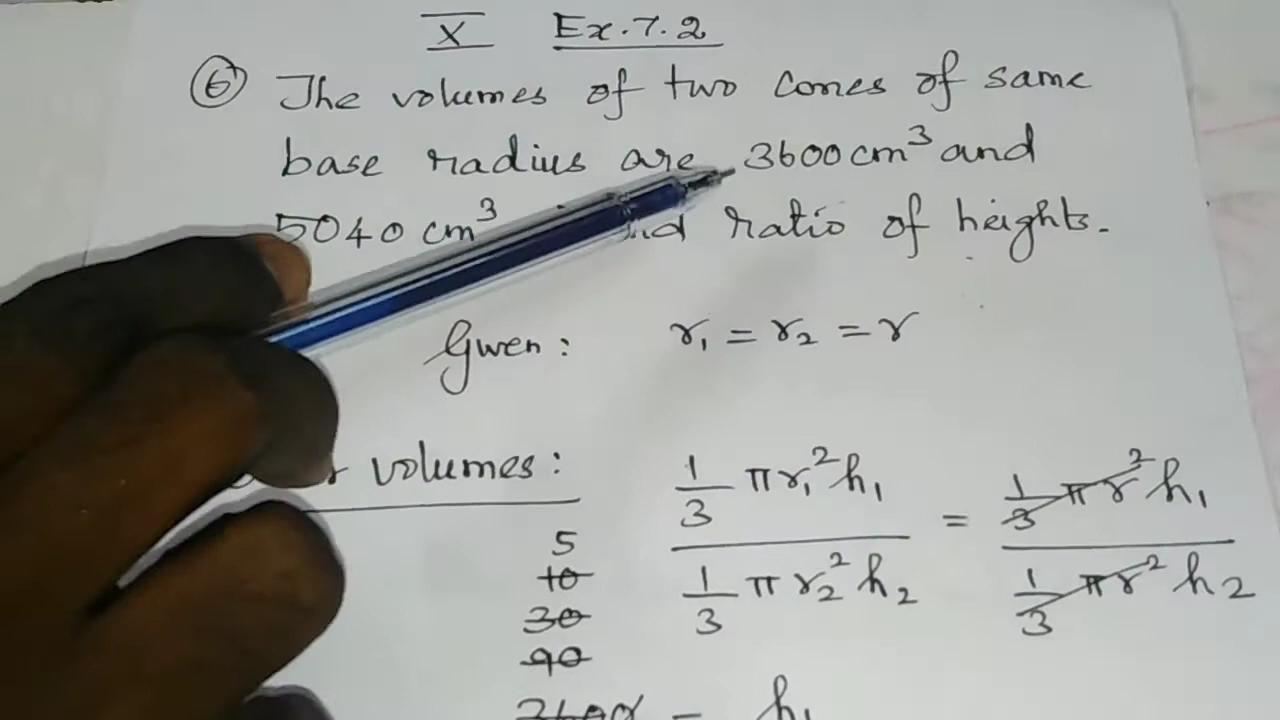 X Ex.7.2
⑥ The volumes of two cones of same
base radius are 3600 cm³ and
5040 cm³ ratio of heights.
Given : r₁ = r₂ = r
volumes :
1/3 πr₁²h₁ / 1/3 πr₂²h₂ = 1/3 πr²h₁ / 1/3 πr²h₂
5
10
30
90
3600 = h₁